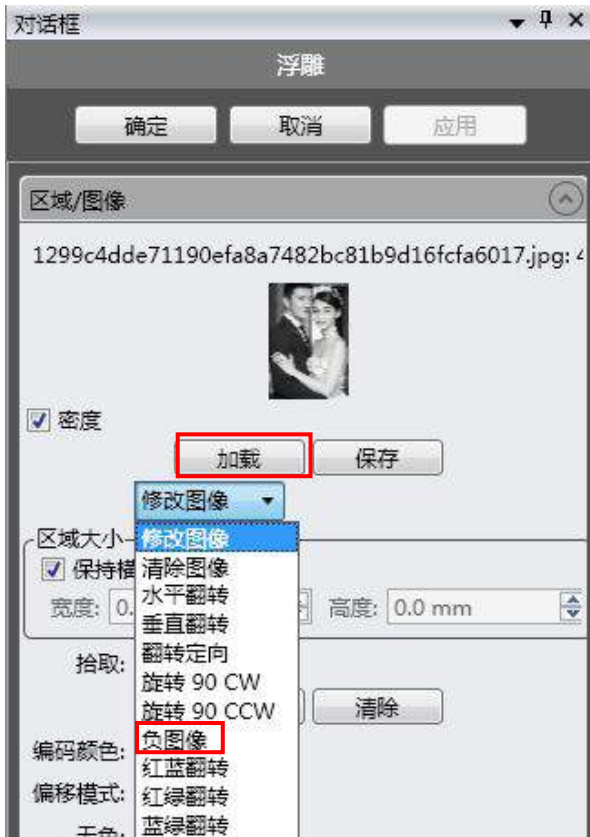 对话框
浮雕
确定 取消 应用
区域/图像
1299c4dde71190efa8a7482bc81b9d16fcfa6017.jpg: 4
密度
加载 保存
修改图像
区域大小 修改图像
保持横 清除图像
宽度: 0. 水平翻转 高度: 0.0 mm
垂直翻转
拾取: 翻转定向
旋转 90 CW
旋转 90 CCW 清除
编码颜色: 负图像
红蓝翻转
偏移模式: 红绿翻转
蓝绿翻转